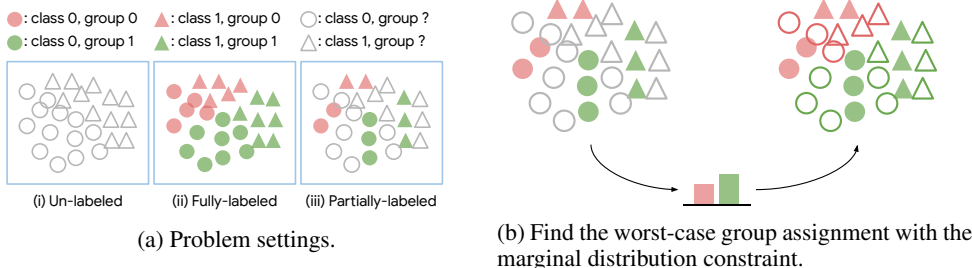 : class 0, group 0 : class 1, group 0 : class 0, group ?
: class 0, group 1 : class 1, group 1 : class 1, group ?
(i) Un-labeled (ii) Fully-labeled (iii) Partially-labeled
(a) Problem settings.
(b) Find the worst-case group assignment with the
marginal distribution constraint.